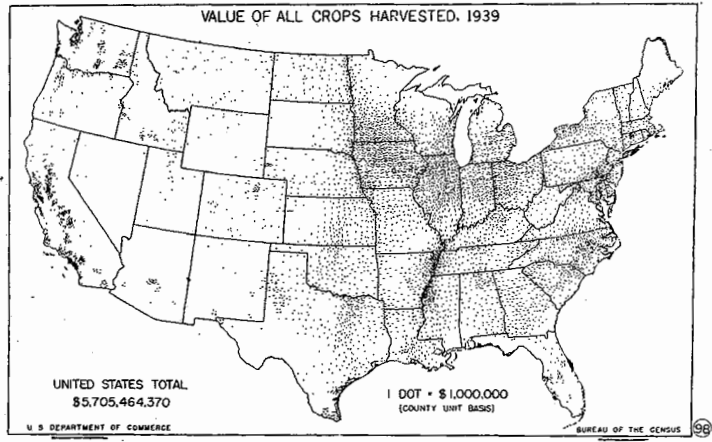 VALUE OF ALL CROPS HARVESTED, 1939
UNITED STATES TOTAL
$5,705,464,370
1 DOT = $1,000,000
(COUNTY UNIT BASIS)
U S DEPARTMENT OF COMMERCE
BUREAU OF THE CENSUS
98